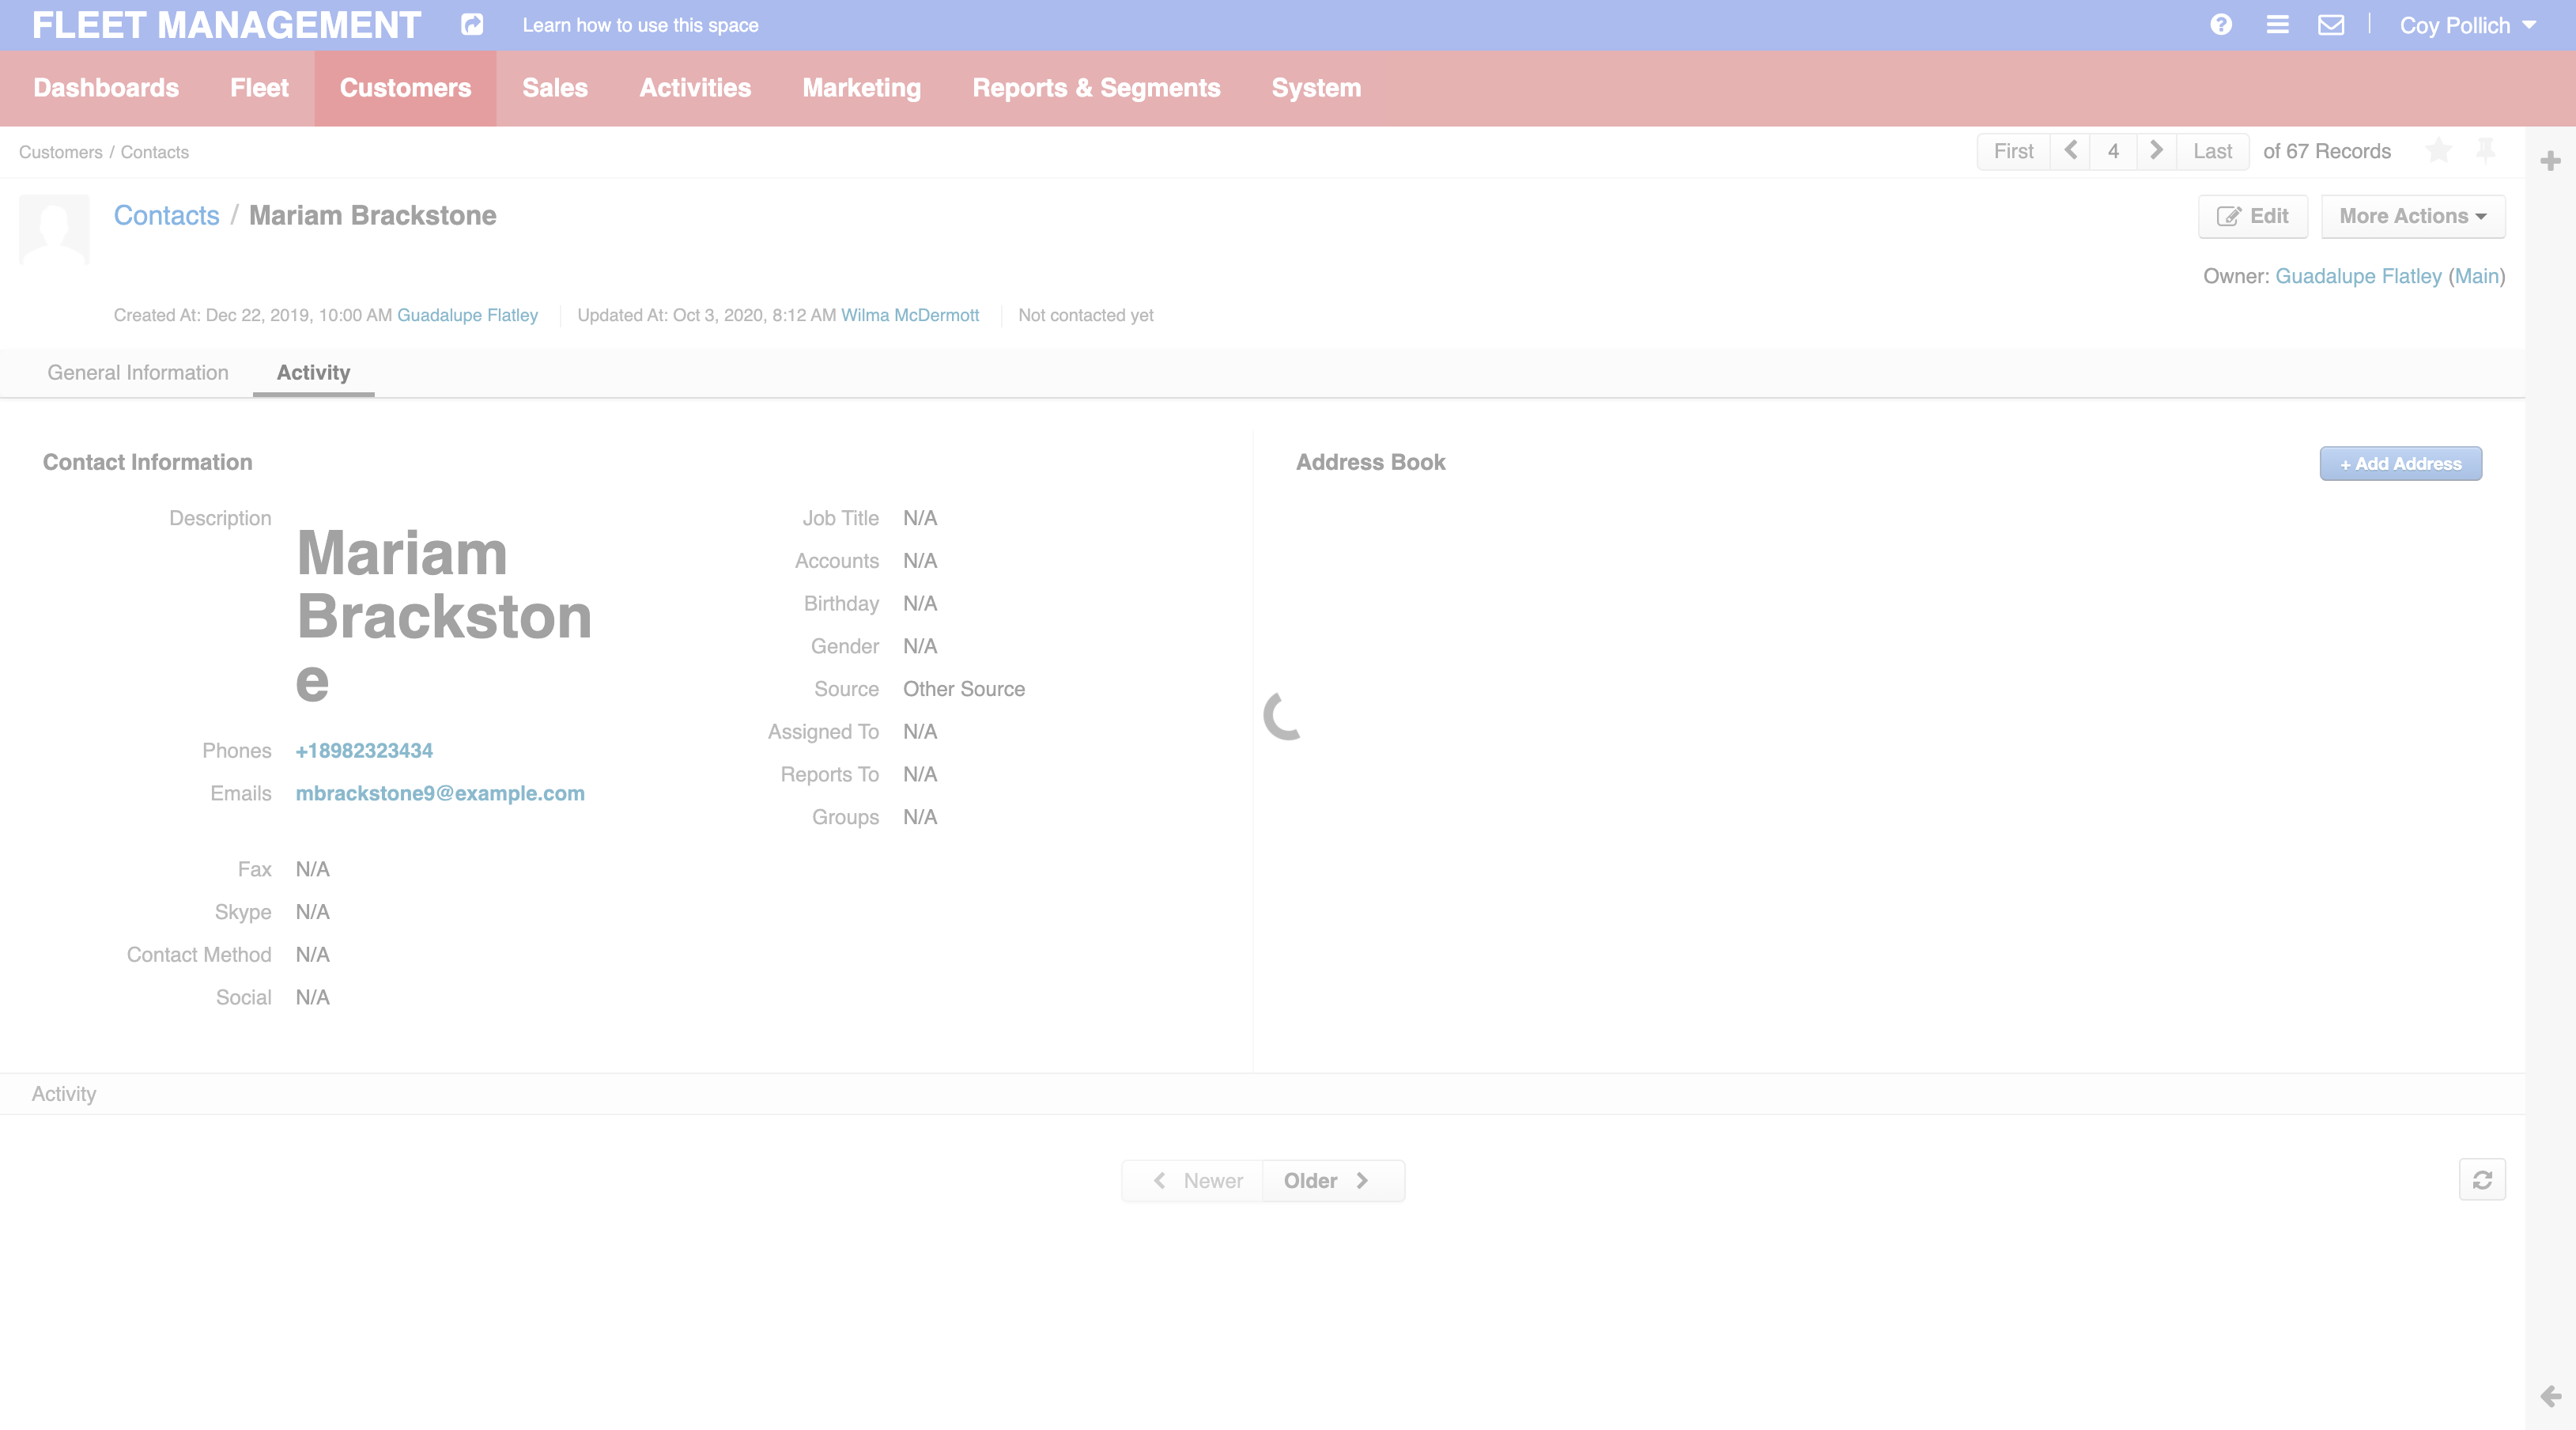 FLEET MANAGEMENT Learn how to use this space Coy Pollich
Dashboards Fleet Customers Sales Activities Marketing Reports & Segments System
Customers / Contacts First 4 Last of 67 Records
Contacts / Mariam Brackstone Edit More Actions
Owner: Guadalupe Flatley (Main)
Created At: Dec 22, 2019, 10:00 AM Guadalupe Flatley Updated At: Oct 3, 2020, 8:12 AM Wilma McDermott Not contacted yet
General Information Activity
Contact Information
Description Mariam
Brackston
e
Phones +18982323434
Emails mbrackstone9@example.com
Fax N/A
Skype N/A
Contact Method N/A
Social N/A
Job Title N/A
Accounts N/A
Birthday N/A
Gender N/A
Source Other Source
Assigned To N/A
Reports To N/A
Groups N/A
Address Book + Add Address
Activity
Newer Older